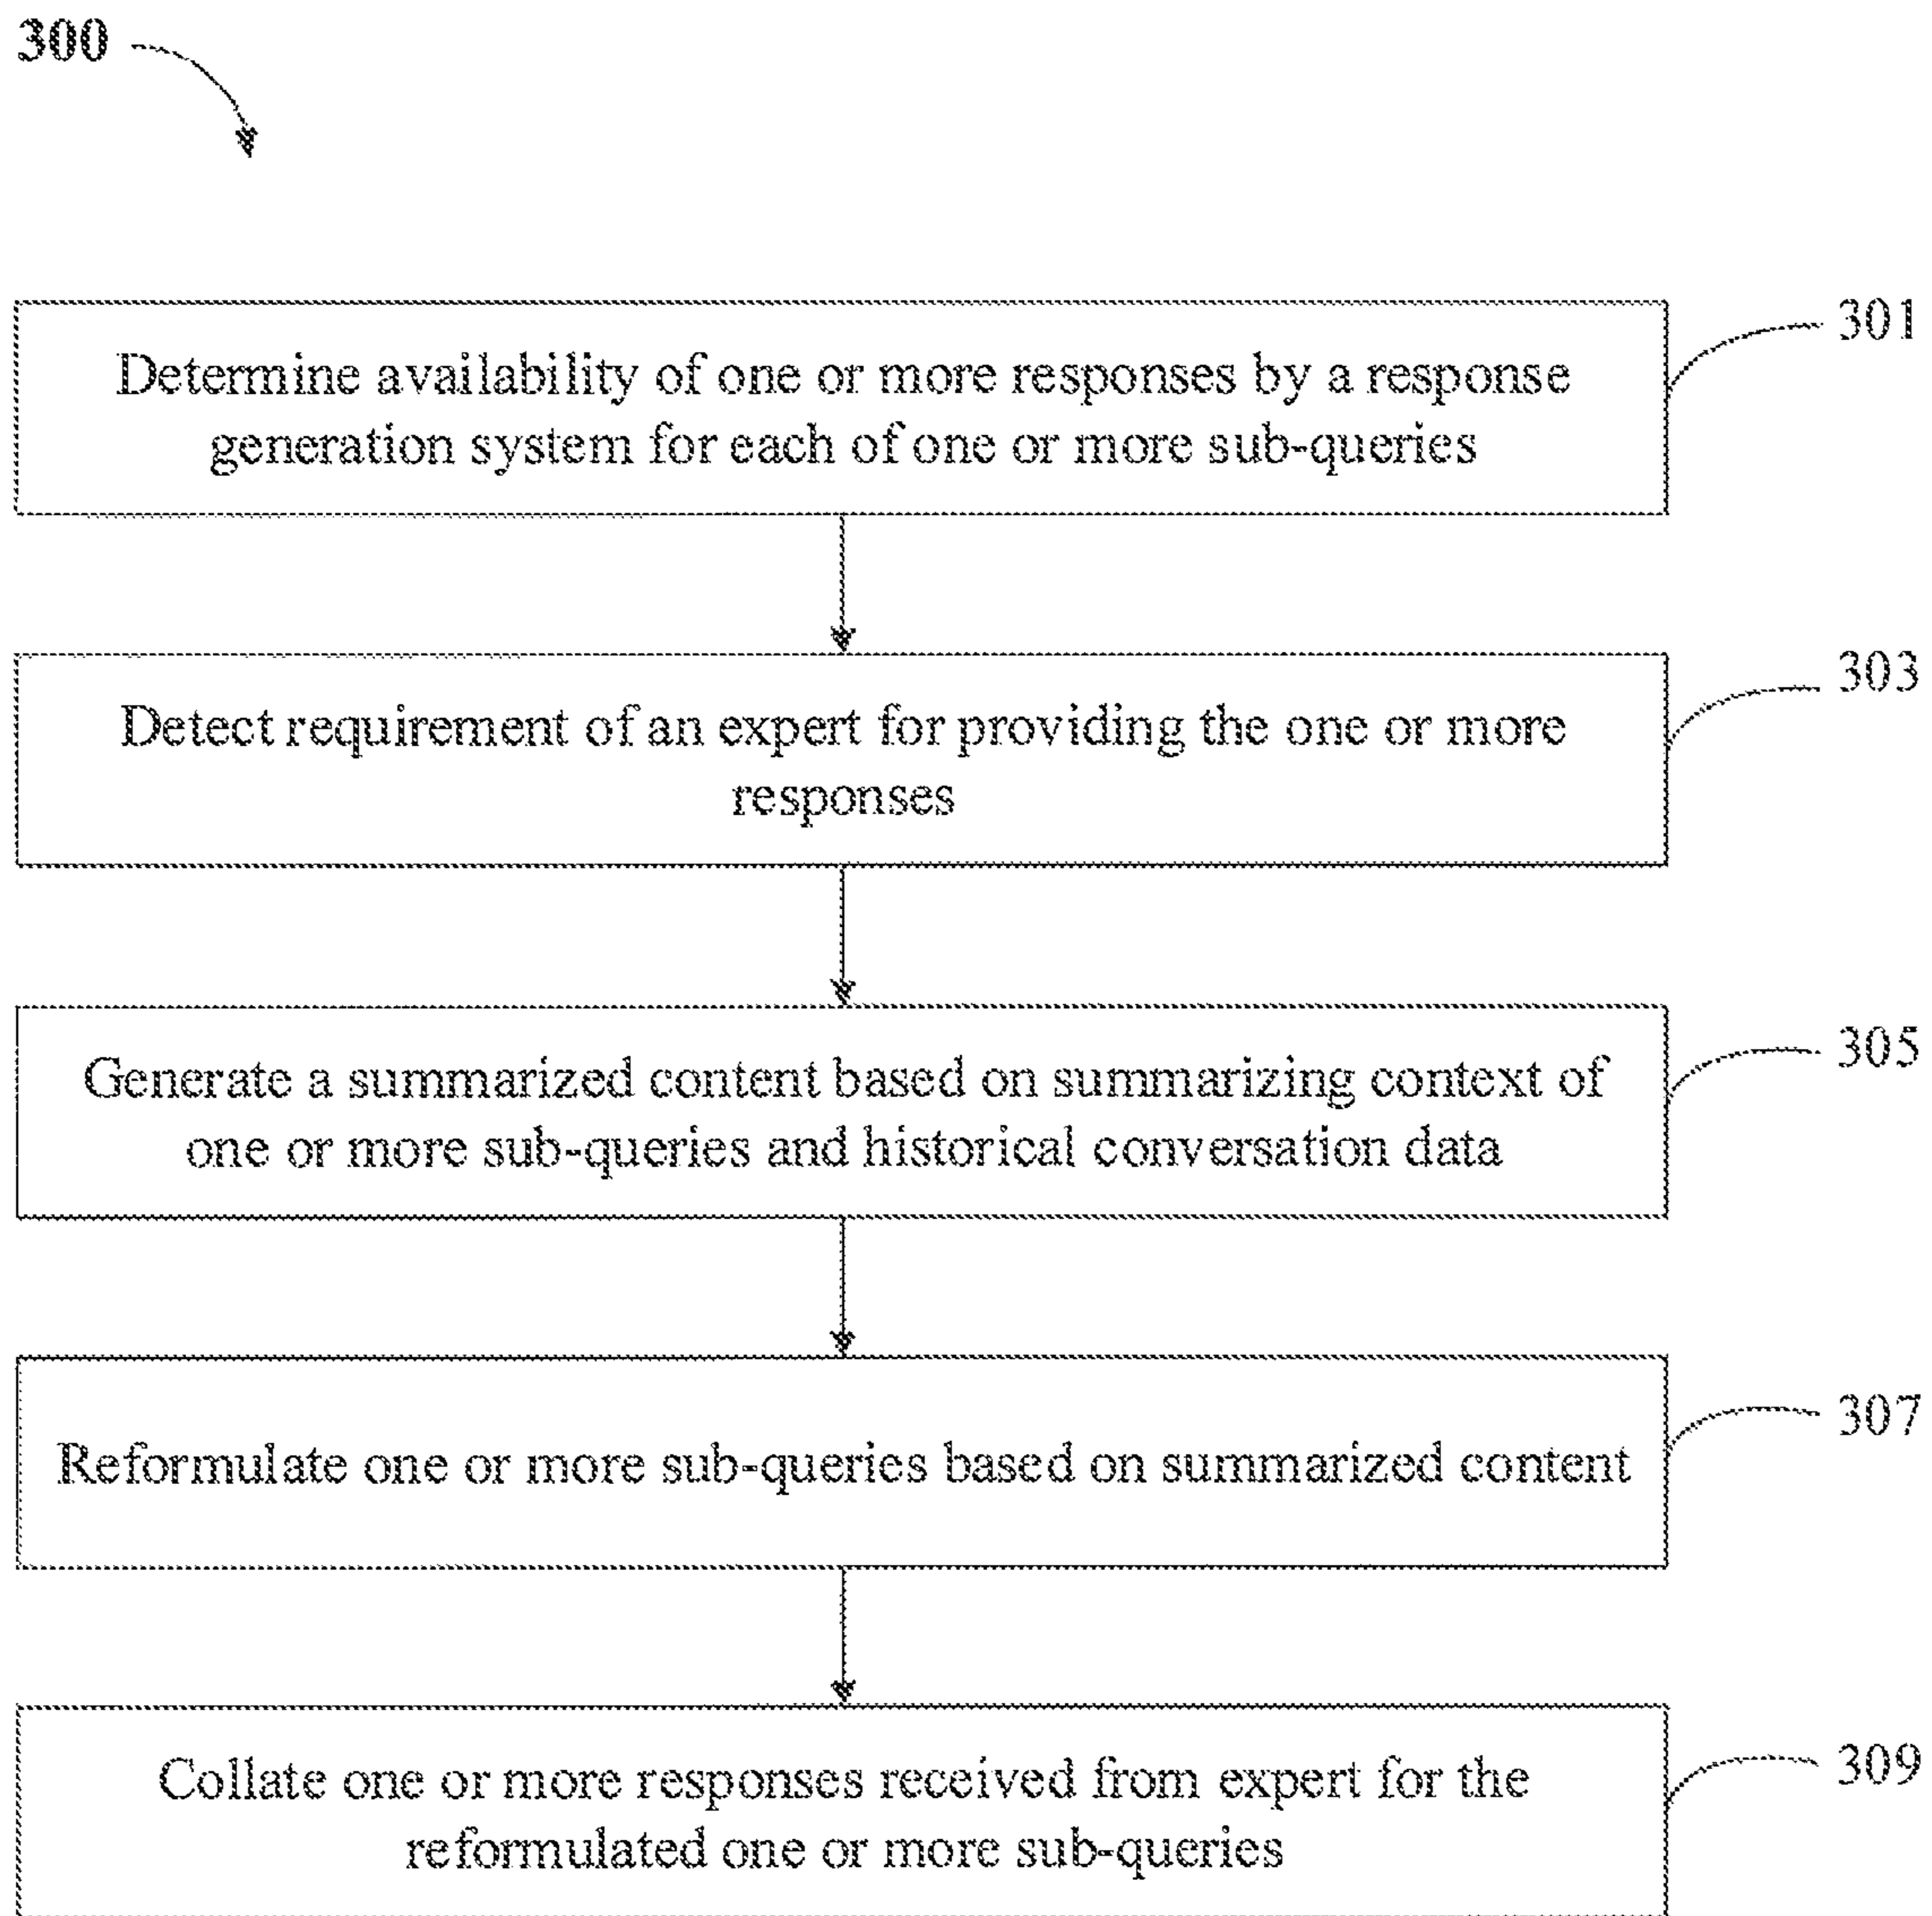 300
301
Determine availability of one or more responses by a response
generation system for each of one or more sub-queries
303
Detect requirement of an expert for providing the one or more
responses
305
Generate a summarized content based on summarizing context of
one or more sub-queries and historical conversation data
307
Reformulate one or more sub-queries based on summarized content
309
Collate one or more responses received from expert for the
reformulated one or more sub-queries